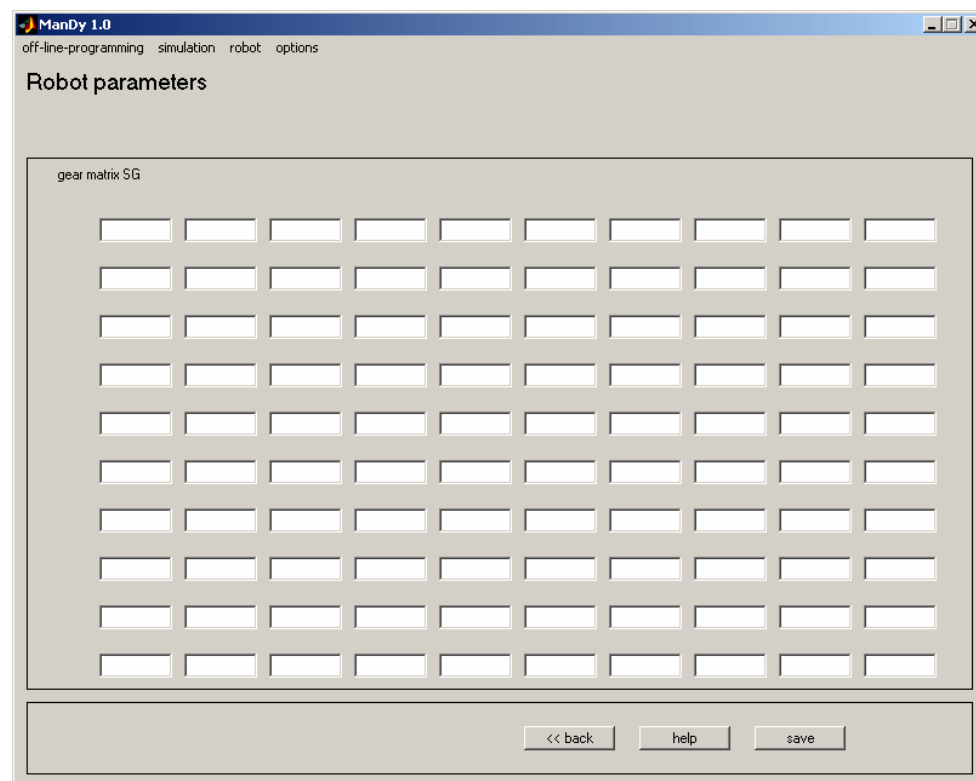 ManDy 1.0
off-line-programming simulation robot options
Robot parameters
gear matrix SG
<< back help save